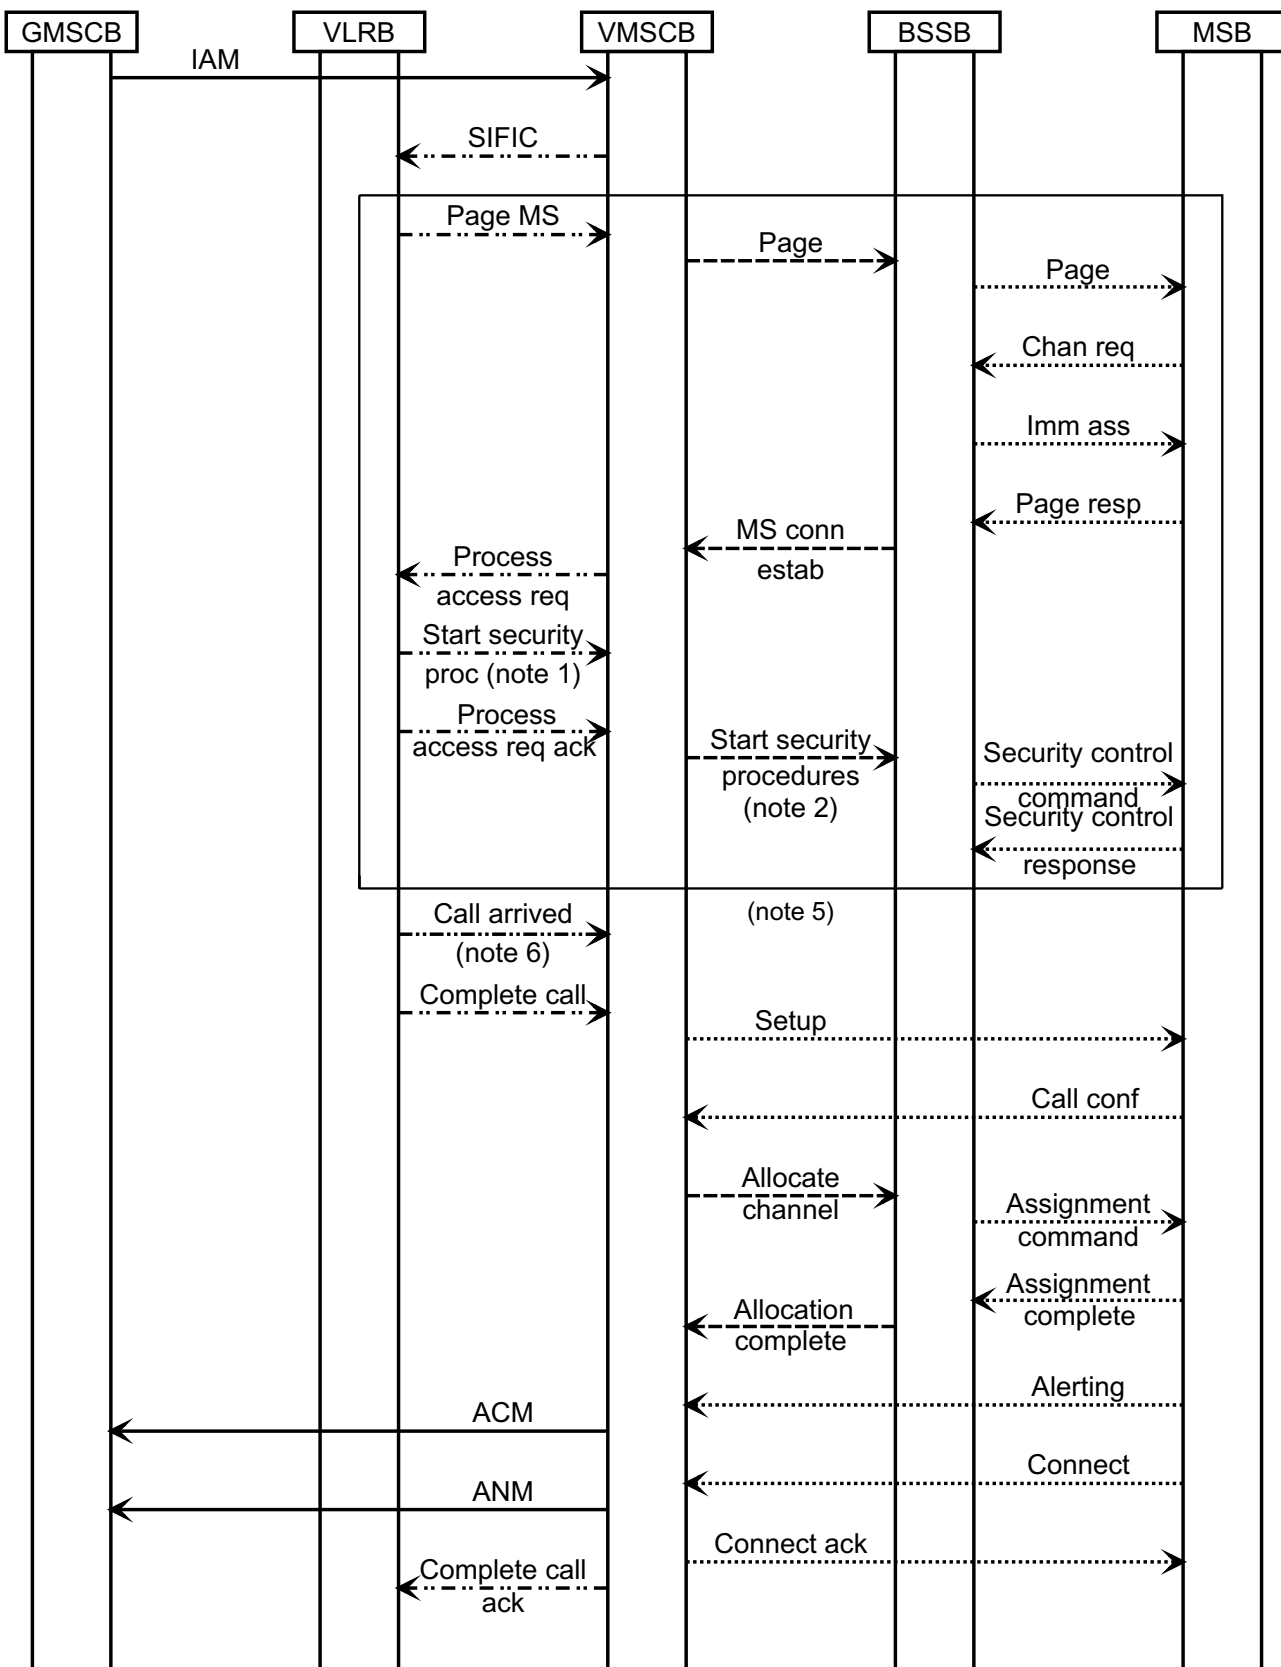 GMSCB VLRB VMSCB BSSB MSB
IAM
SIFIC
Page MS
Page
Page
Chan req
Imm ass
Page resp
MS conn
estab
Process
access req
Start security
proc (note 1)
Process
access req ack
Start security
procedures
(note 2)
Security control
command
Security control
response
(note 5)
Call arrived
(note 6)
Complete call
Setup
Call conf
Allocate
channel
Assignment
command
Assignment
complete
Allocation
complete
Alerting
ACM
Connect
ANM
Connect ack
Complete call
ack